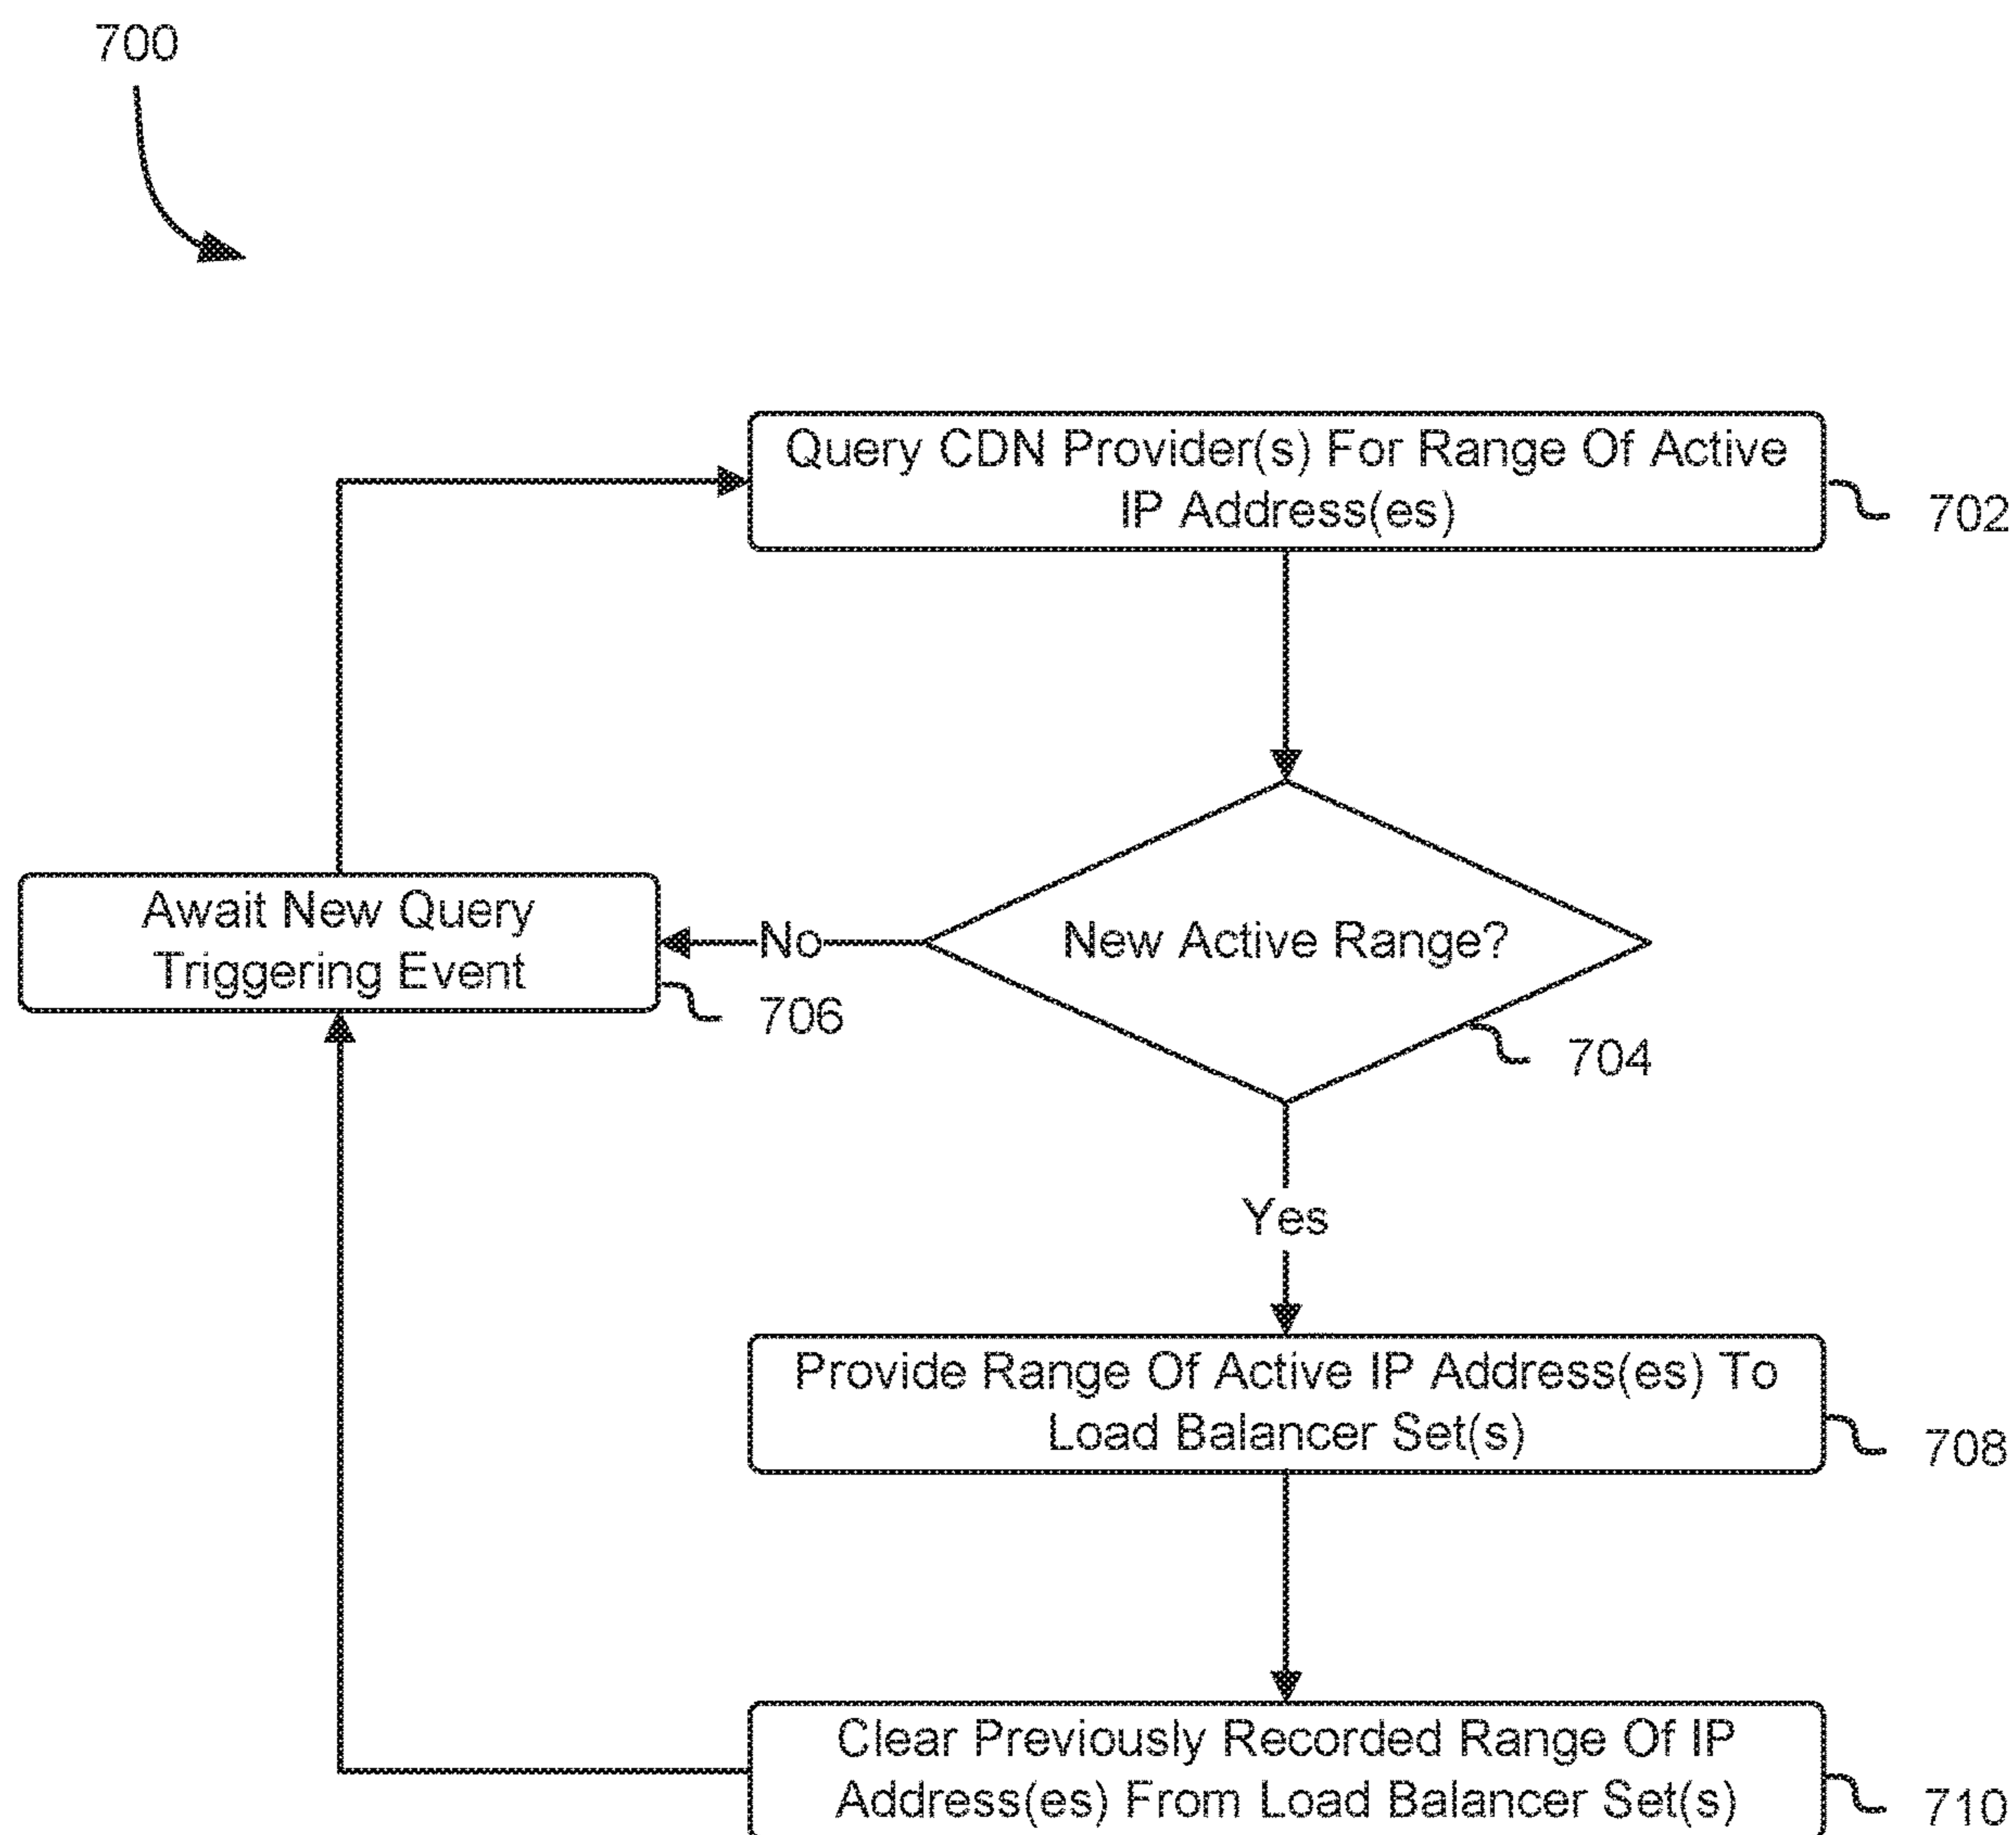 700
Query CDN Provider(s) For Range Of Active
IP Address(es)
702
Await New Query
Triggering Event
706
No
New Active Range?
704
Yes
Provide Range Of Active IP Address(es) To
Load Balancer Set(s)
708
Clear Previously Recorded Range Of IP
Address(es) From Load Balancer Set(s)
710